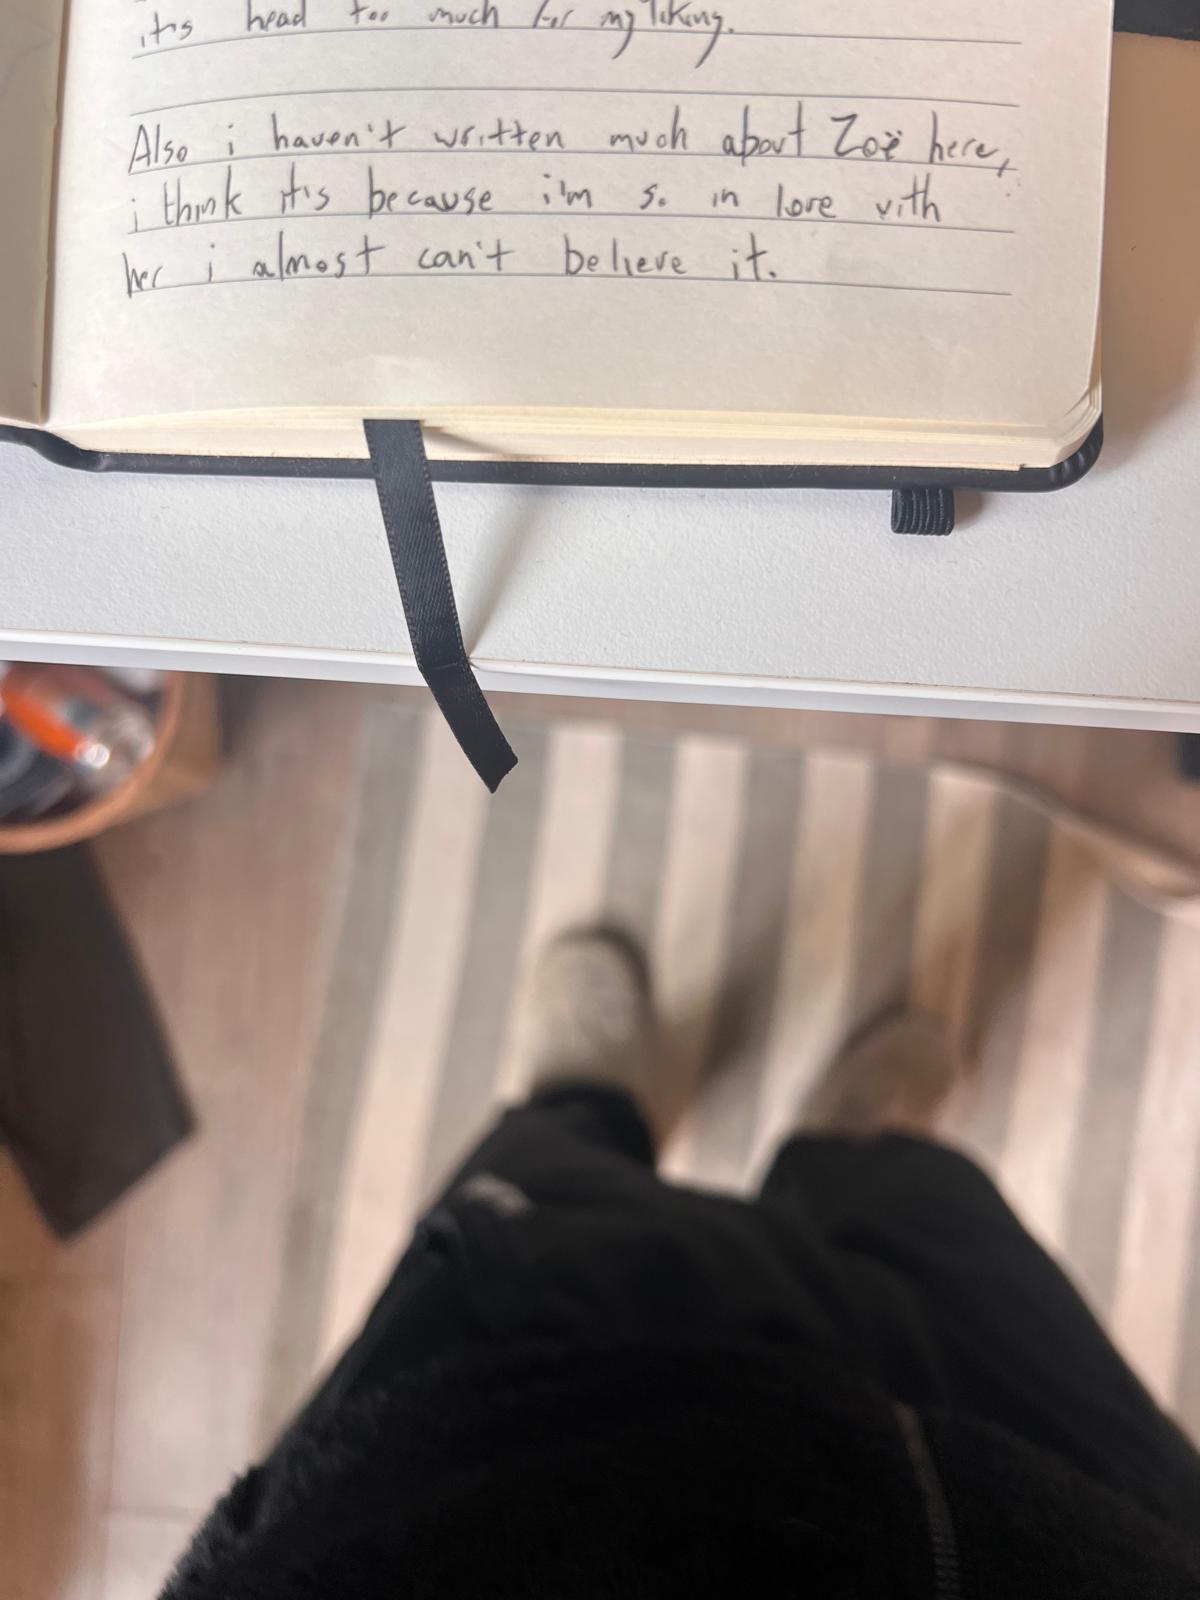 it's head too much for my liking.
Also i haven't written much about Zoë here,
i think it's because i'm so in love with
her i almost can't believe it.